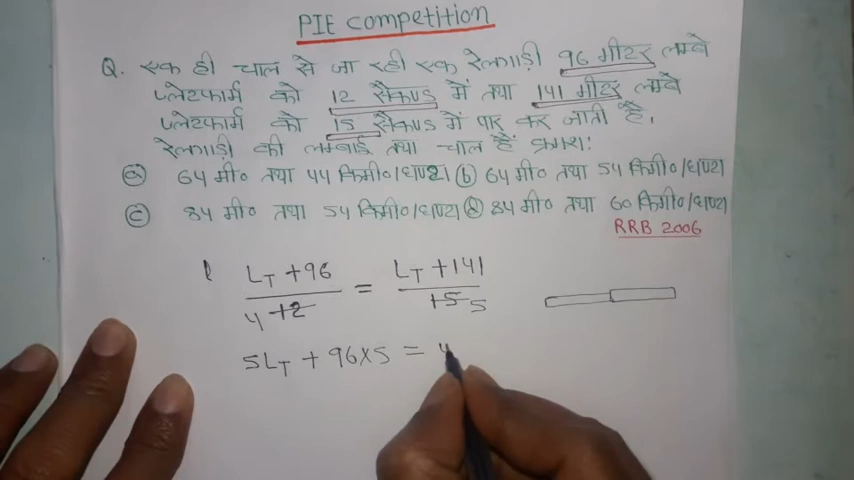 PIE competition
Q. एक ही चाल से जा रही एक रेलगाड़ी 96 मीटर लम्बे
प्लेटफार्म को 12 सैकण्ड में तथा 141 मीटर लम्बे
प्लेटफार्म को 15 सैकण्ड में पार कर जाती है।
रेलगाड़ी की लम्बाई तथा चाल है क्रमशः
(a) 64 मी० तथा 44 किमी०/घण्टा (b) 64 मी० तथा 54 किमी०/घण्टा
(c) 84 मी० तथा 54 किमी०/घण्टा (d) 84 मी० तथा 60 किमी०/घण्टा
RRB 2006
L_T + 96 / 12 4 = L_T + 141 / 15 5
5L_T + 96×5 = 4